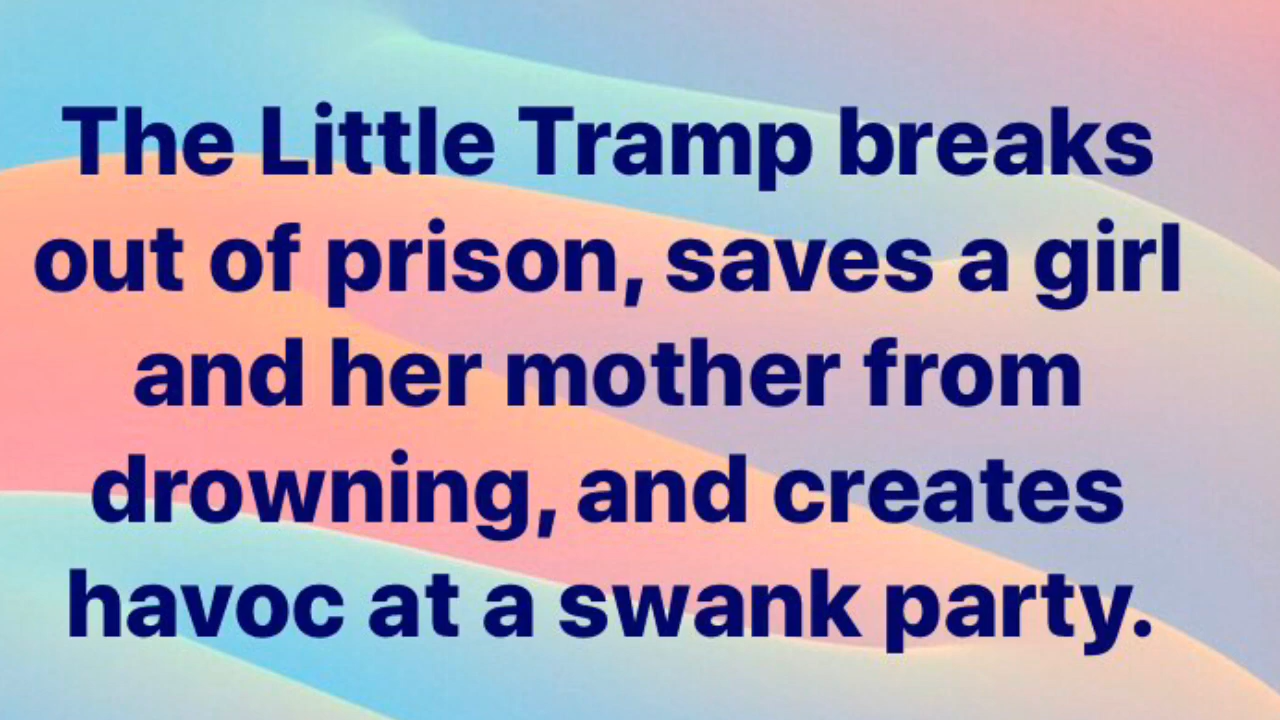 The Little Tramp breaks
out of prison, saves a girl
and her mother from
drowning, and creates
havoc at a swank party.